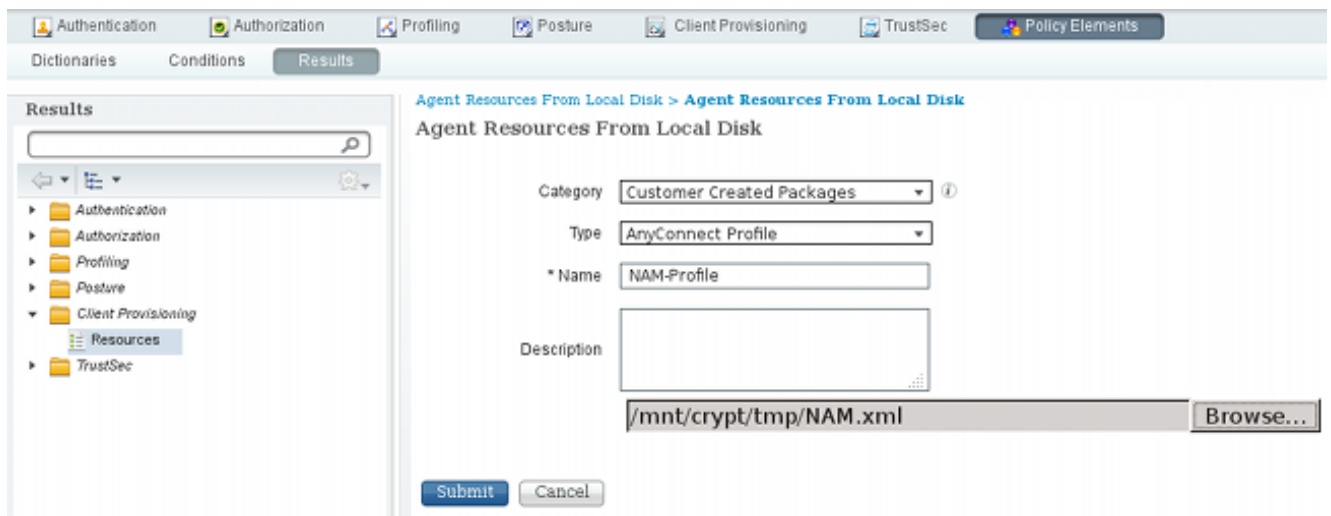 Authentication Authorization Profiling Posture Client Provisioning TrustSec Policy Elements
Dictionaries Conditions Results
Results
Authentication
Authorization
Profiling
Posture
Client Provisioning
Resources
TrustSec
Agent Resources From Local Disk > Agent Resources From Local Disk
Agent Resources From Local Disk
Category Customer Created Packages i
Type AnyConnect Profile
* Name NAM-Profile
Description
/mnt/crypt/tmp/NAM.xml Browse...
Submit Cancel